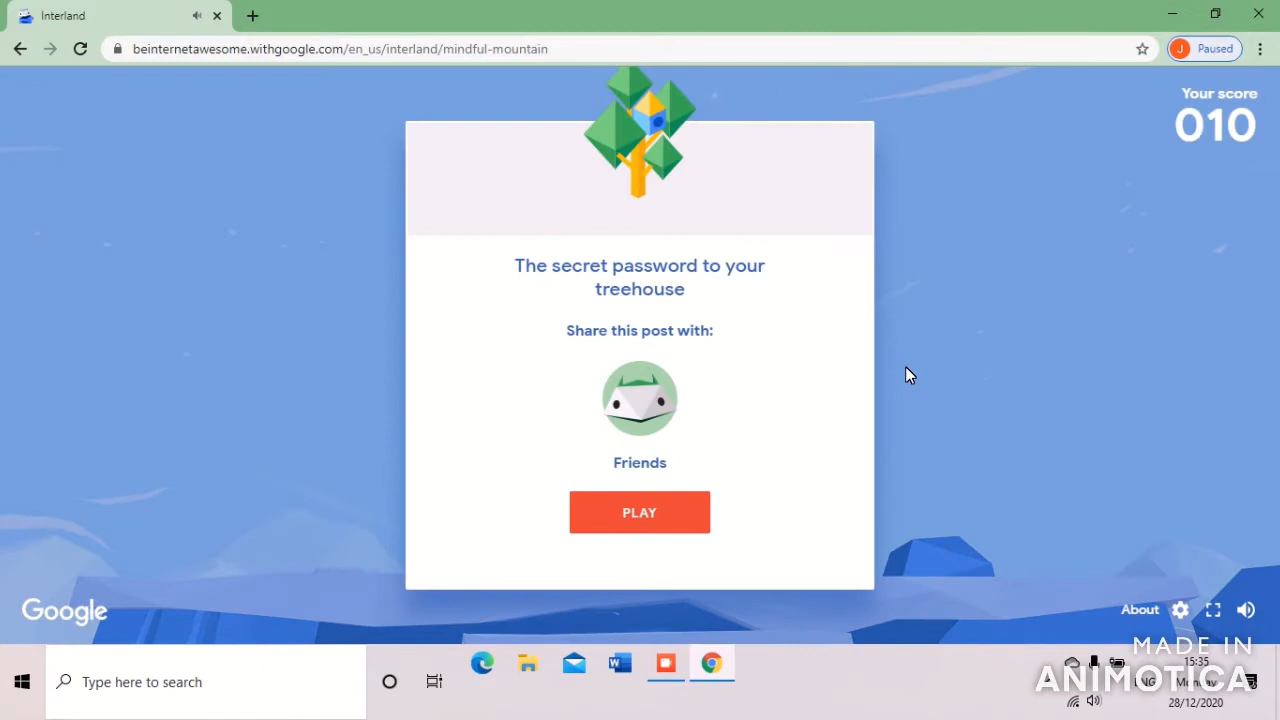 Interland
beinternetawesome.withgoogle.com/en_us/interland/mindful-mountain
J Paused
Your score
010
The secret password to your
treehouse
Share this post with:
Friends
PLAY
Google
About
MADE IN
ANIMOTICA
Type here to search
W
15:35
ENG Monday
28/12/2020